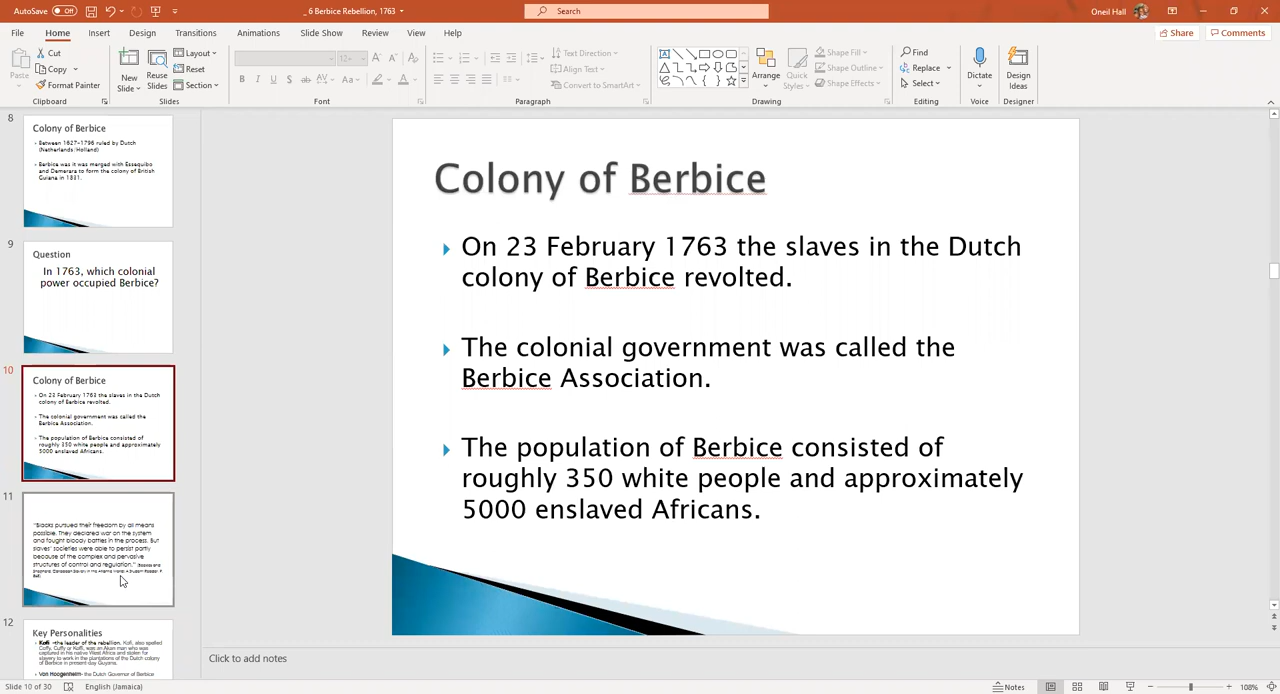 AutoSave Off
_ 6 Berbice Rebellion, 1763
Search
Oneil Hall
File Home Insert Design Transitions Animations Slide Show Review View Help
Share Comments
Paste
Cut
Copy
Format Painter
Clipboard
New Slide
Reuse Slides
Layout
Reset
Section
Slides
12
B I U S ab AV Aa A
Font
Text Direction
Align Text
Convert to SmartArt
Paragraph
Arrange
Quick Styles
Shape Fill
Shape Outline
Shape Effects
Drawing
Find
Replace
Select
Editing
Dictate
Voice
Design Ideas
Designer
8
Colony of Berbice
Between 1627-1796 ruled by Dutch
(Netherlands/Holland)
Berbice was it was merged with Essequibo
and Demerara to form the colony of British
Guiana in 1831.
9
Question
In 1763, which colonial
power occupied Berbice?
10
Colony of Berbice
On 23 February 1763 the slaves in the Dutch
colony of Berbice revolted.
The colonial government was called the
Berbice Association.
The population of Berbice consisted of
roughly 350 white people and approximately
5000 enslaved Africans.
11
"Blacks pursued their freedom by all means
possible. They declared war on the system
and fought bloody battles in the process. But
slaves' societies were able to persist partly
because of the complex and pervasive
structures of control and regulation."
12
Key Personalities
Kofi -the leader of the rebellion. Kofi, also spelled
Coffy, Cuffy or Kuffi, was an Akan man who was
captured in his native West Africa and stolen for
slavery to work in the plantations of the Dutch colony
of Berbice in present day Guyana.
Van Hoogenheim- the Dutch Governor of Berbice
Colony of Berbice
On 23 February 1763 the slaves in the Dutch
colony of Berbice revolted.
The colonial government was called the
Berbice Association.
The population of Berbice consisted of
roughly 350 white people and approximately
5000 enslaved Africans.
Click to add notes
Slide 10 of 30 English (Jamaica) Notes 108%